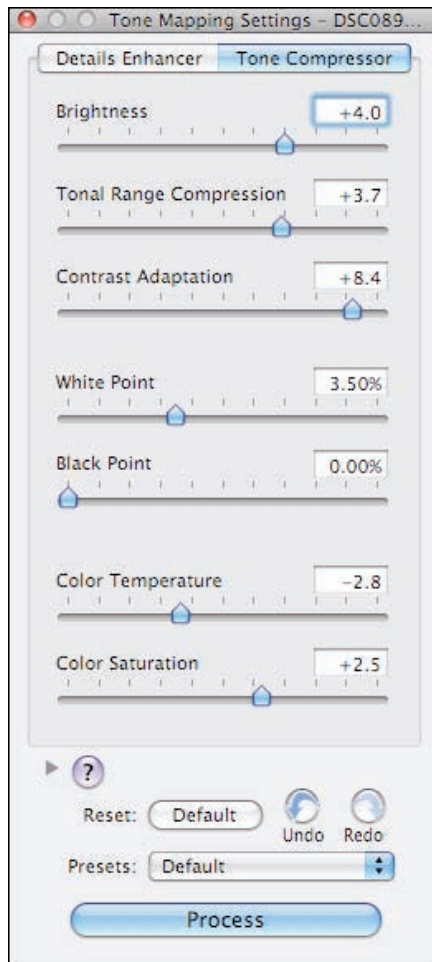 Tone Mapping Settings – DSC089...
Details Enhancer Tone Compressor
Brightness +4.0
Tonal Range Compression +3.7
Contrast Adaptation +8.4
White Point 3.50%
Black Point 0.00%
Color Temperature −2.8
Color Saturation +2.5
?
Reset: Default
Undo Redo
Presets: Default
Process